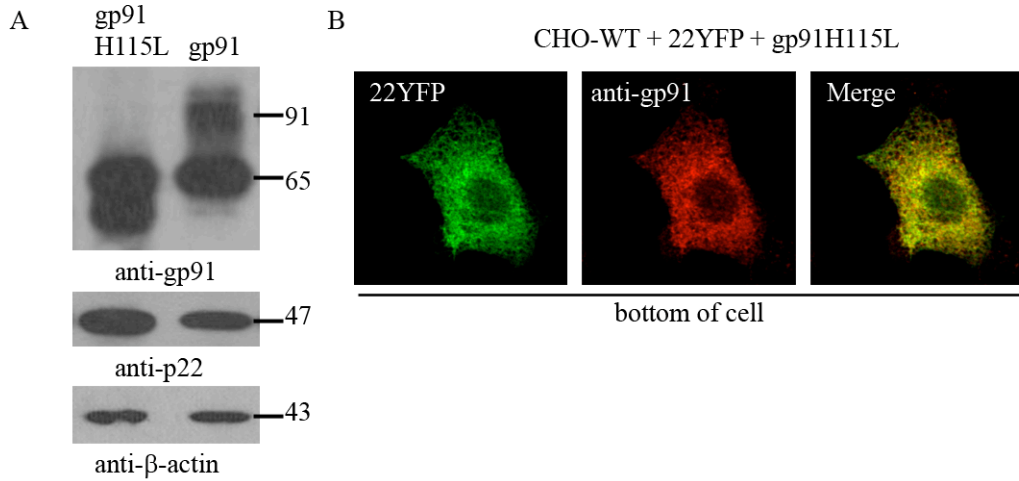 A
gp91
H115L
gp91
91
65
anti-gp91
47
anti-p22
43
anti-β-actin
B
CHO-WT + 22YFP + gp91H115L
22YFP
anti-gp91
Merge
bottom of cell